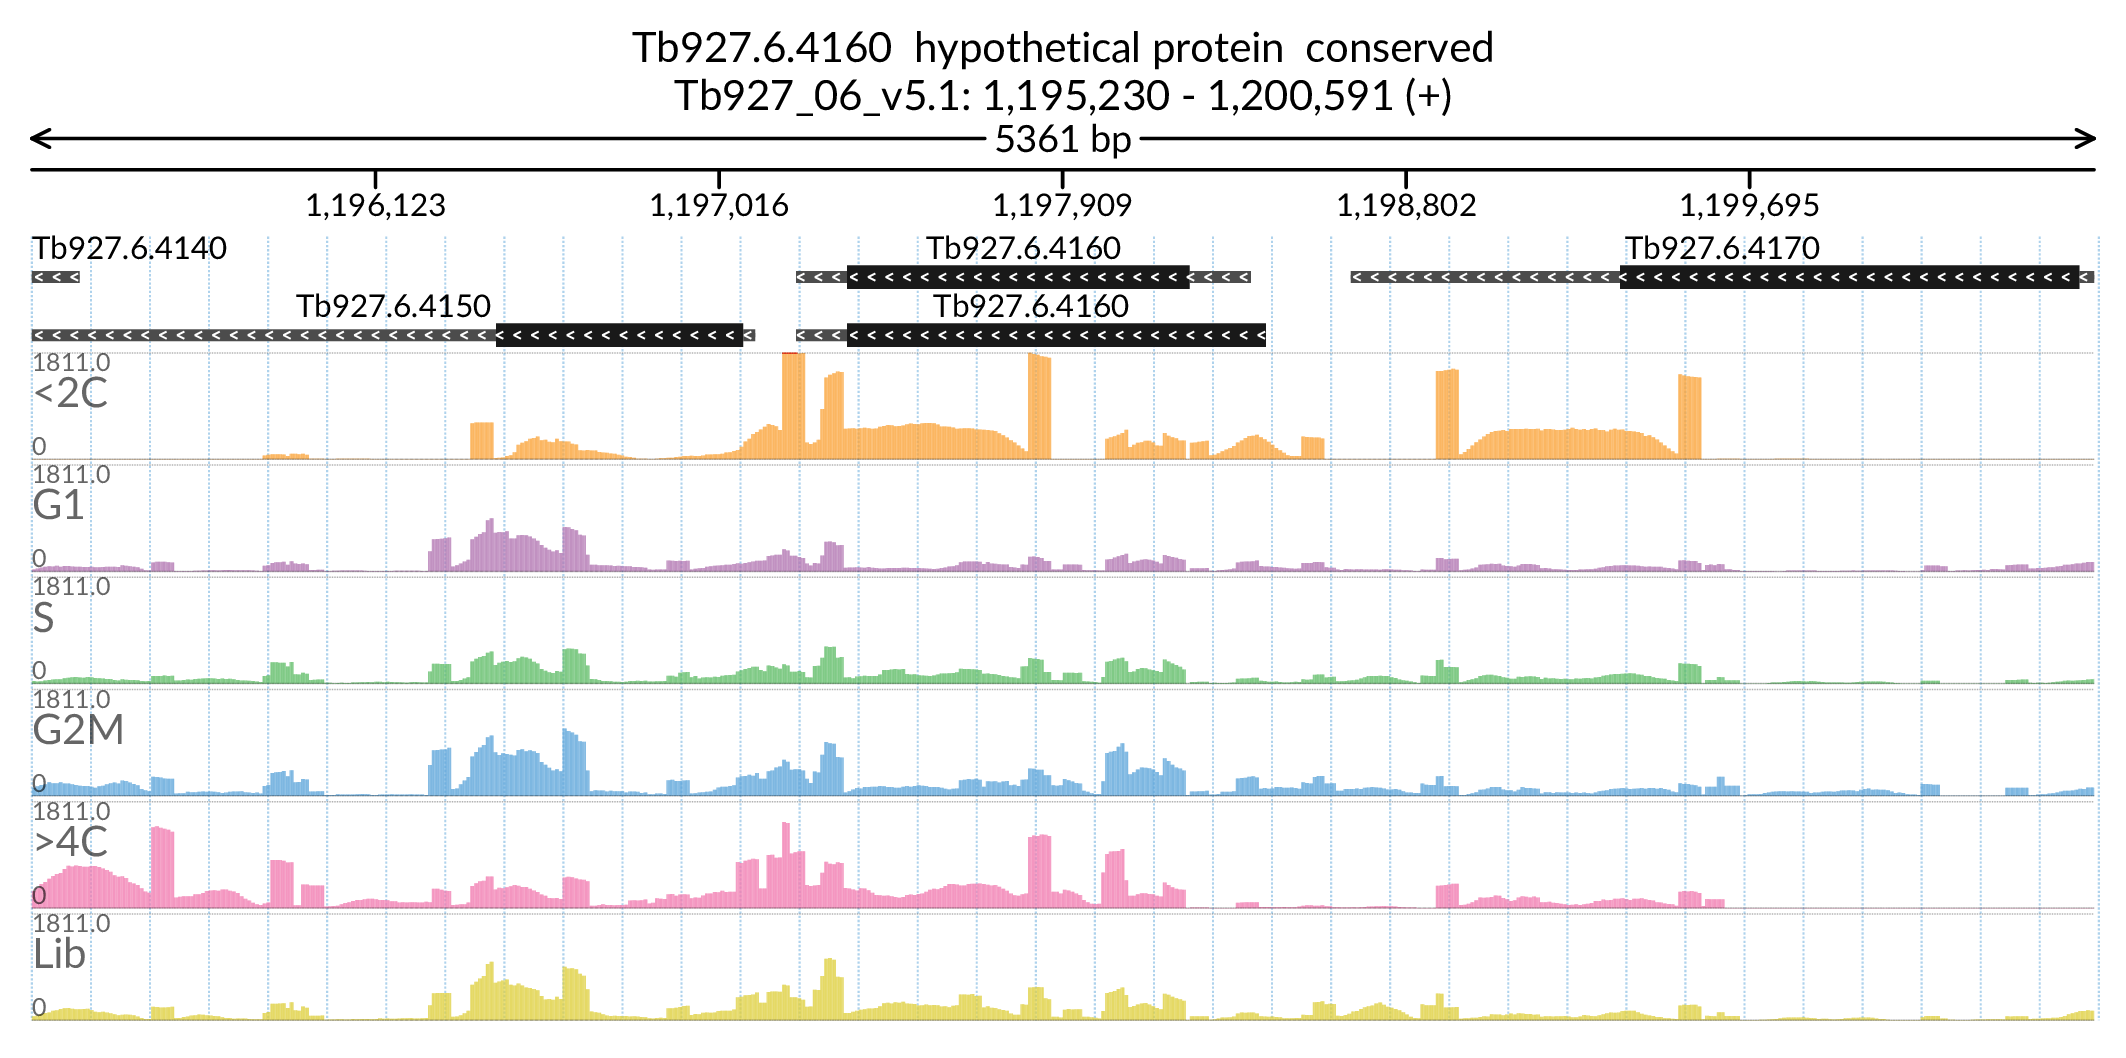 Tb927.6.4160 hypothetical protein conserved
Tb927_06_v5.1: 1,195,230 - 1,200,591 (+)
5361 bp
1,196,123 1,197,016 1,197,909 1,198,802 1,199,695
Tb927.6.4140 Tb927.6.4160 Tb927.6.4170
Tb927.6.4150 Tb927.6.4160
1811.0
<2C
0
1811.0
G1
0
1811.0
S
0
1811.0
G2M
0
1811.0
>4C
0
1811.0
Lib
0